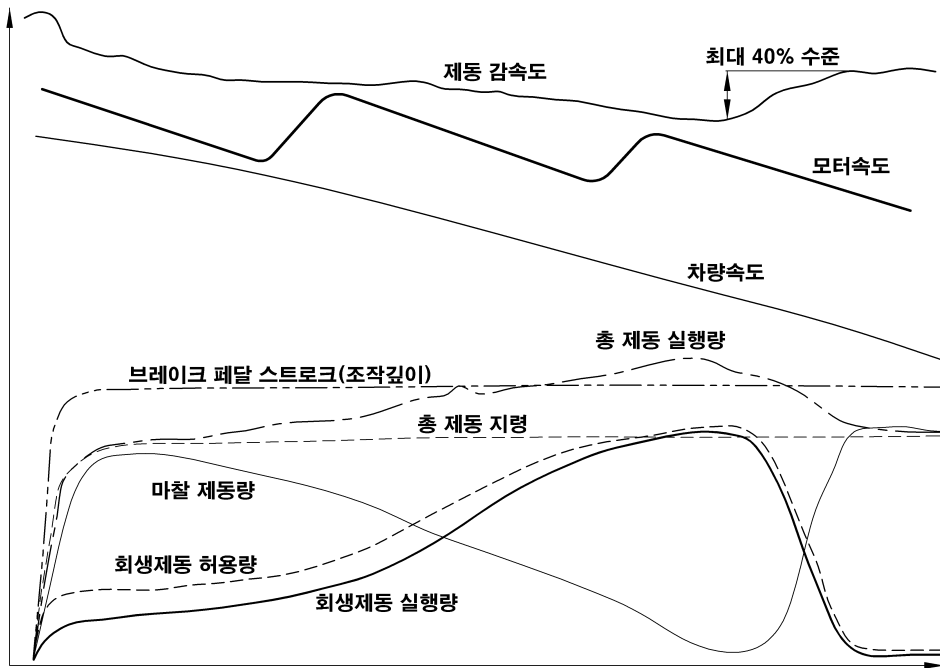 최대 40% 수준
제동 감속도
모터속도
차량속도
총 제동 실행량
브레이크 페달 스트로크(조작깊이)
총 제동 지령
마찰 제동량
회생제동 허용량
회생제동 실행량